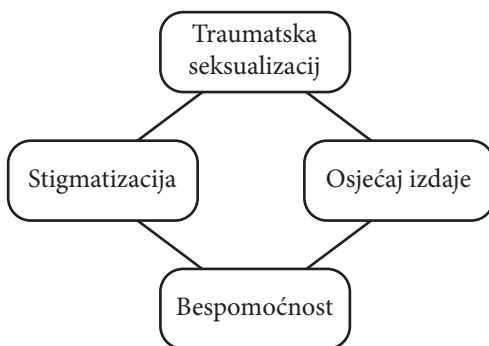 Traumatska
seksualizacij
Stigmatizacija
Osjećaj izdaje
Bespomoćnost